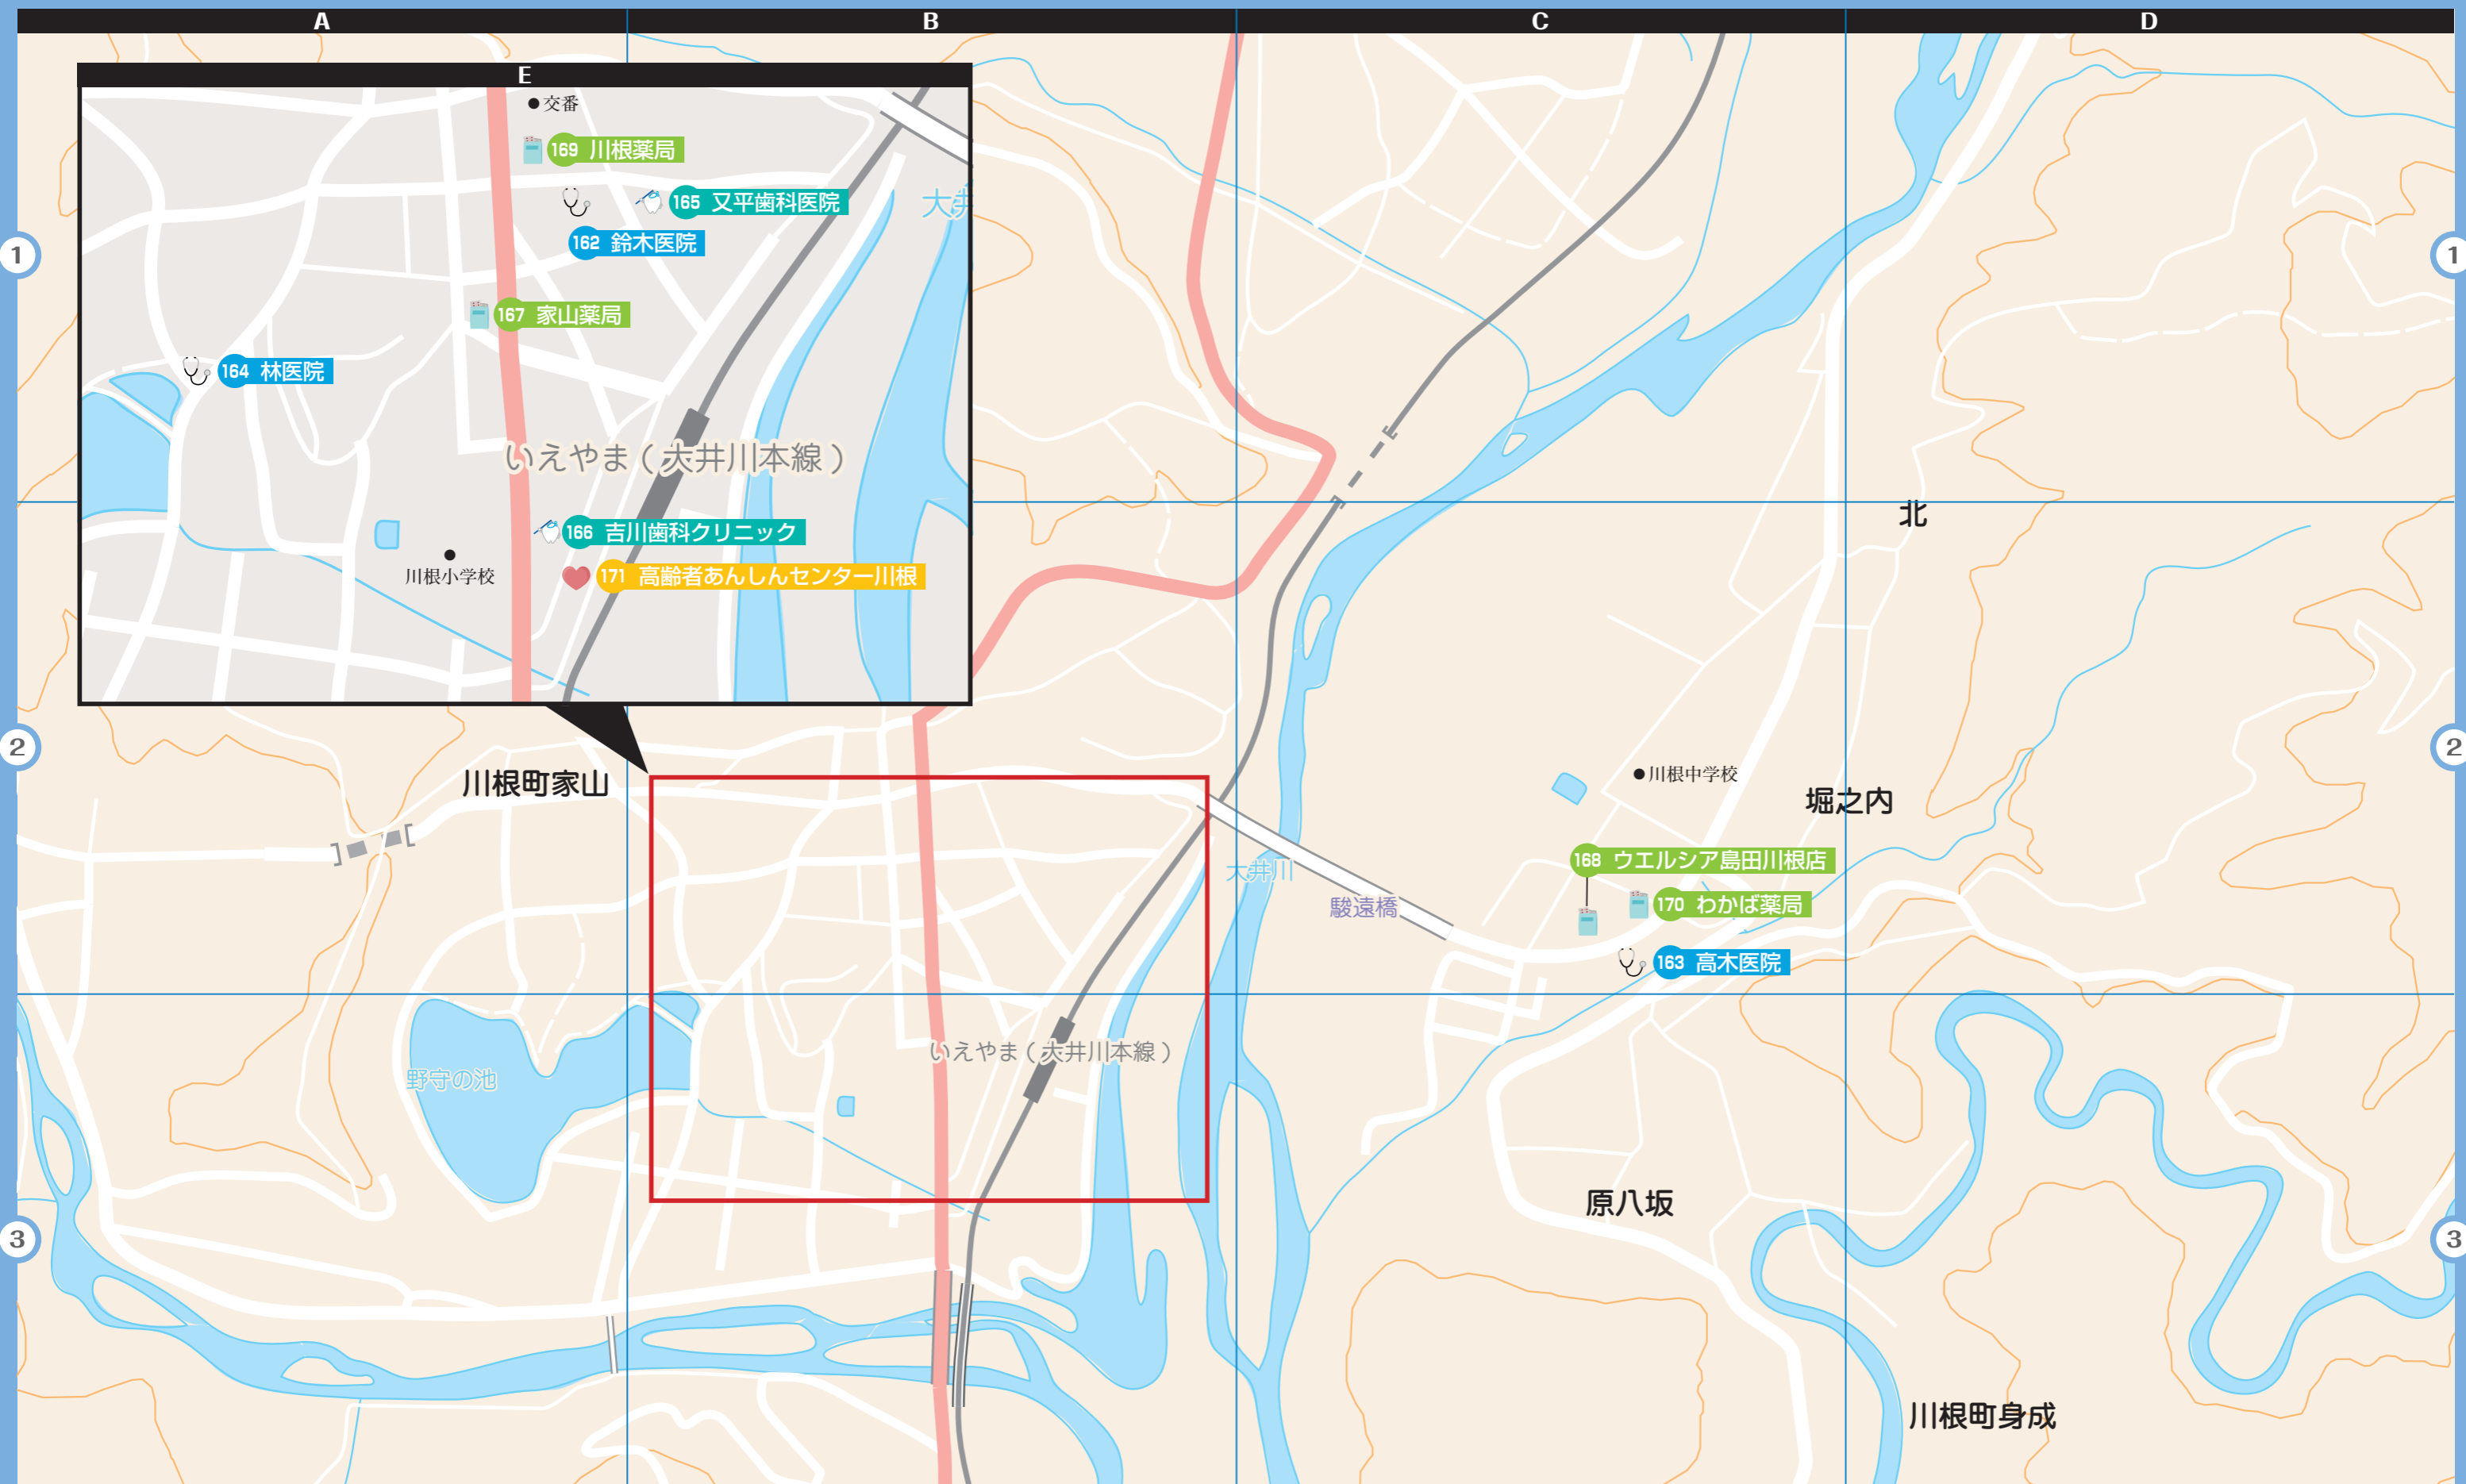 A B C D
E
交番
169 川根薬局
165 又平歯科医院
大井
162 鈴木医院
1 1
167 家山薬局
164 林医院
いえやま（大井川本線）
北
166 吉川歯科クリニック
川根小学校
171 高齢者あんしんセンター川根
2 2
川根町家山
川根中学校
堀之内
168 ウエルシア島田川根店
大井川
駿遠橋
170 わかば薬局
163 高木医院
いえやま（大井川本線）
野守の池
原八坂
3 3
川根町身成